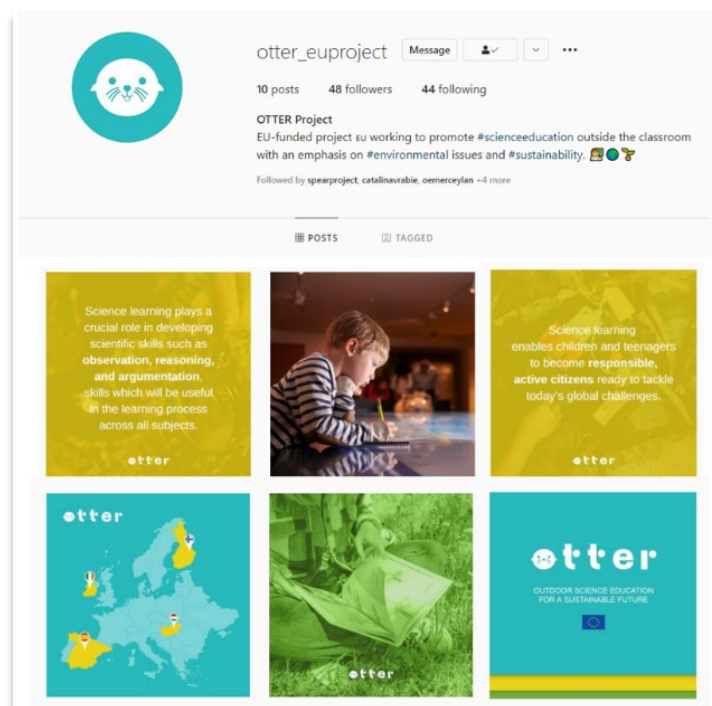 otter_euproject Message
10 posts 48 followers 44 following
OTTER Project
EU-funded project EU working to promote #scienceeducation outside the classroom
with an emphasis on #environmental issues and #sustainability.
Followed by spearproject, catalinavrabie, oemerceylan +4 more
POSTS TAGGED
Science learning plays a
crucial role in developing
scientific skills such as
observation, reasoning,
and argumentation,
skills which will be useful
in the learning process
across all subjects.
otter
Science learning
enables children and teenagers
to become responsible,
active citizens ready to tackle
today's global challenges.
otter
otter
otter
otter
OUTDOOR SCIENCE EDUCATION
FOR A SUSTAINABLE FUTURE